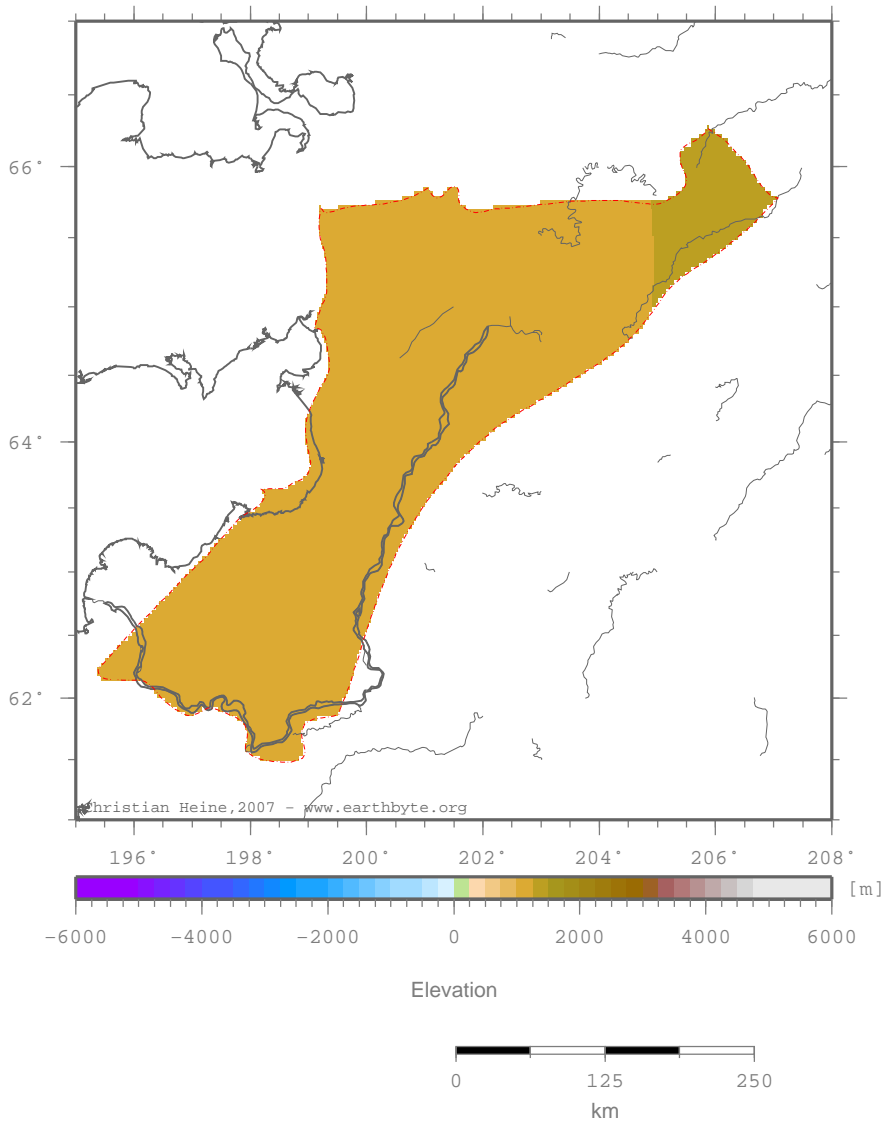 66°
64°
62°
Christian Heine,2007 - www.earthbyte.org
196° 198° 200° 202° 204° 206° 208°
[m]
-6000 -4000 -2000 0 2000 4000 6000
Elevation
0 125 250
km